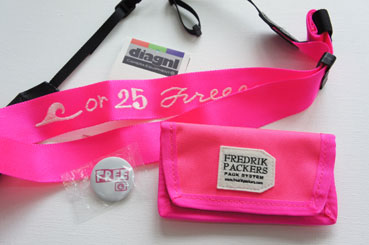 diagnl
or 25 Free
FREE
FREDRIK
PACKERS
PACK SYSTEM